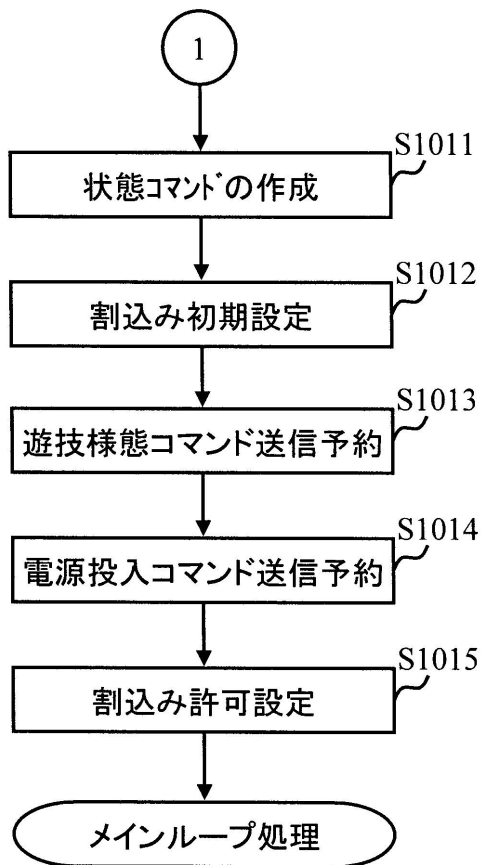 1
S1011
状態コマンドの作成
S1012
割込み初期設定
S1013
遊技様態コマンド送信予約
S1014
電源投入コマンド送信予約
S1015
割込み許可設定
メインループ処理